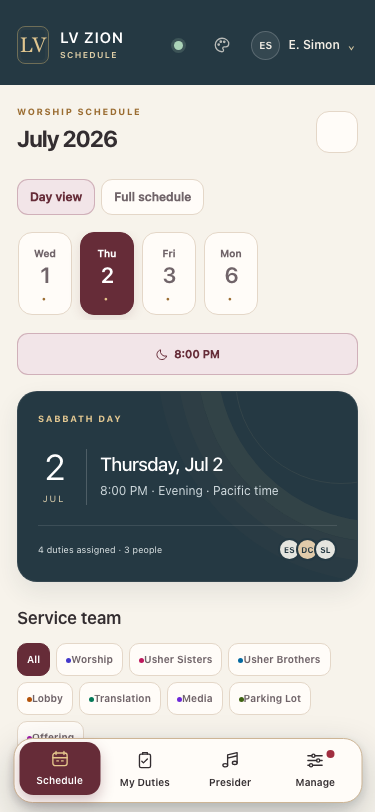 LV
LV ZION
SCHEDULE
ES
E. Simon
WORSHIP SCHEDULE
July 2026
Day view
Full schedule
Wed
1
Thu
2
Fri
3
Mon
6
8:00 PM
SABBATH DAY
2
JUL
Thursday, Jul 2
8:00 PM · Evening · Pacific time
4 duties assigned · 3 people
ES
DC
SL
Service team
All
Worship
Usher Sisters
Usher Brothers
Lobby
Translation
Media
Parking Lot
Offering
Schedule
My Duties
Presider
Manage